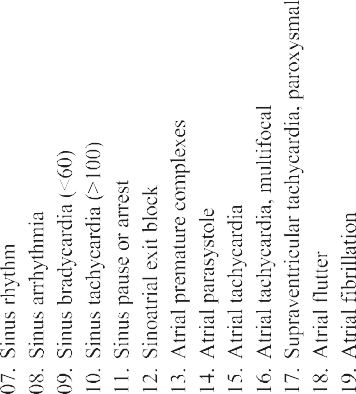 07. Sinus rhythm
08. Sinus arrhythmia
09. Sinus bradycardia (<60)
10. Sinus tachycardia (>100)
11. Sinus pause or arrest
12. Sinoatrial exit block
13. Atrial premature complexes
14. Atrial parasystole
15. Atrial tachycardia
16. Atrial tachycardia, multifocal
17. Supraventricular tachycardia, paroxysmal
18. Atrial flutter
19. Atrial fibrillation